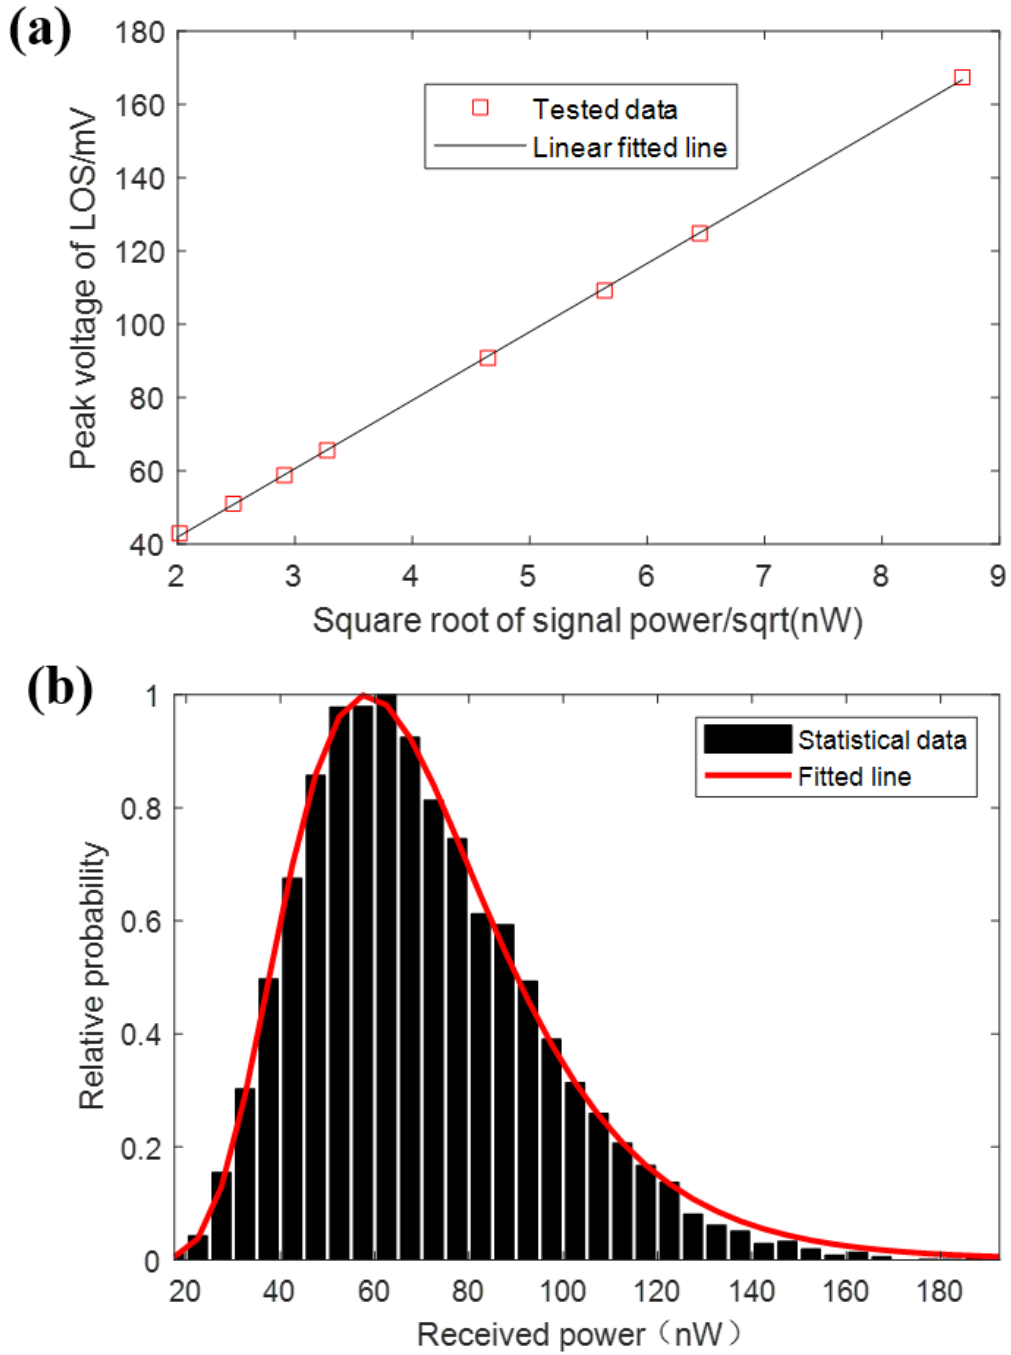 (a)
180
160
140
120
100
80
60
40
Peak voltage of LOS/mV
Tested data
Linear fitted line
2 3 4 5 6 7 8 9
Square root of signal power/sqrt(nW)
(b)
1
0.8
0.6
0.4
0.2
0
Relative probability
Statistical data
Fitted line
20 40 60 80 100 120 140 160 180
Received power（nW）